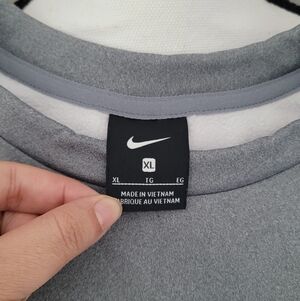 XL
XL TG EG
MADE IN VIETNAM
FABRIQUE AU VIETNAM